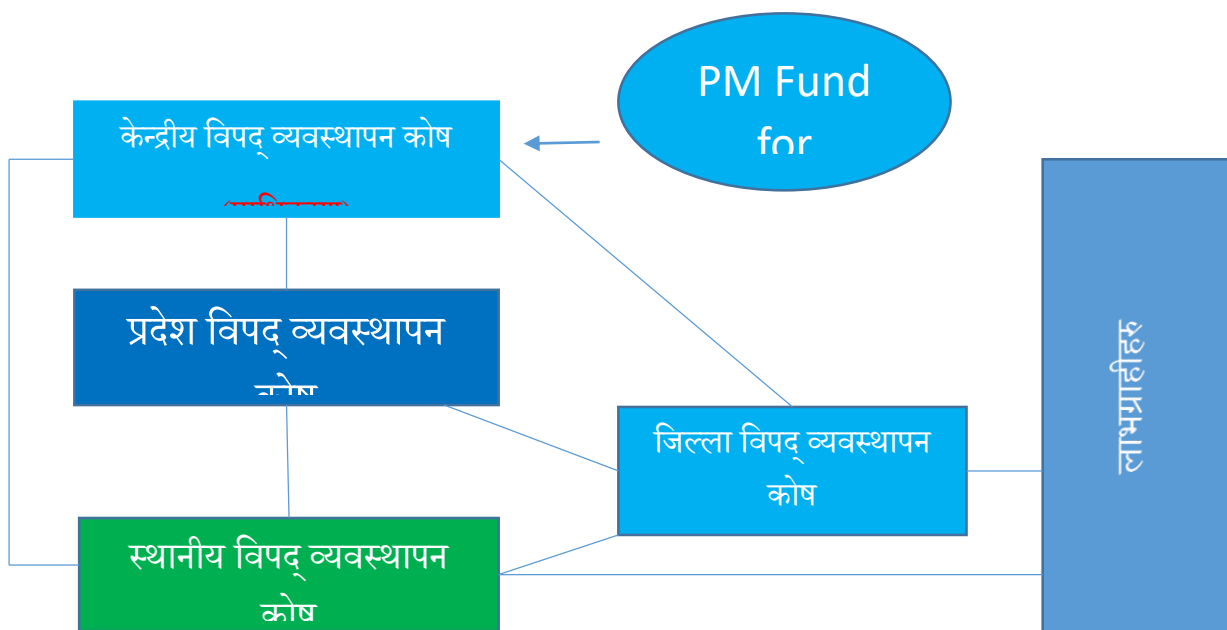 PM Fund
for
केन्द्रीय विपद् व्यवस्थापन कोष
प्रदेश विपद् व्यवस्थापन
कोष
जिल्ला विपद् व्यवस्थापन
कोष
स्थानीय विपद् व्यवस्थापन
कोष
लाभग्राहीहरु